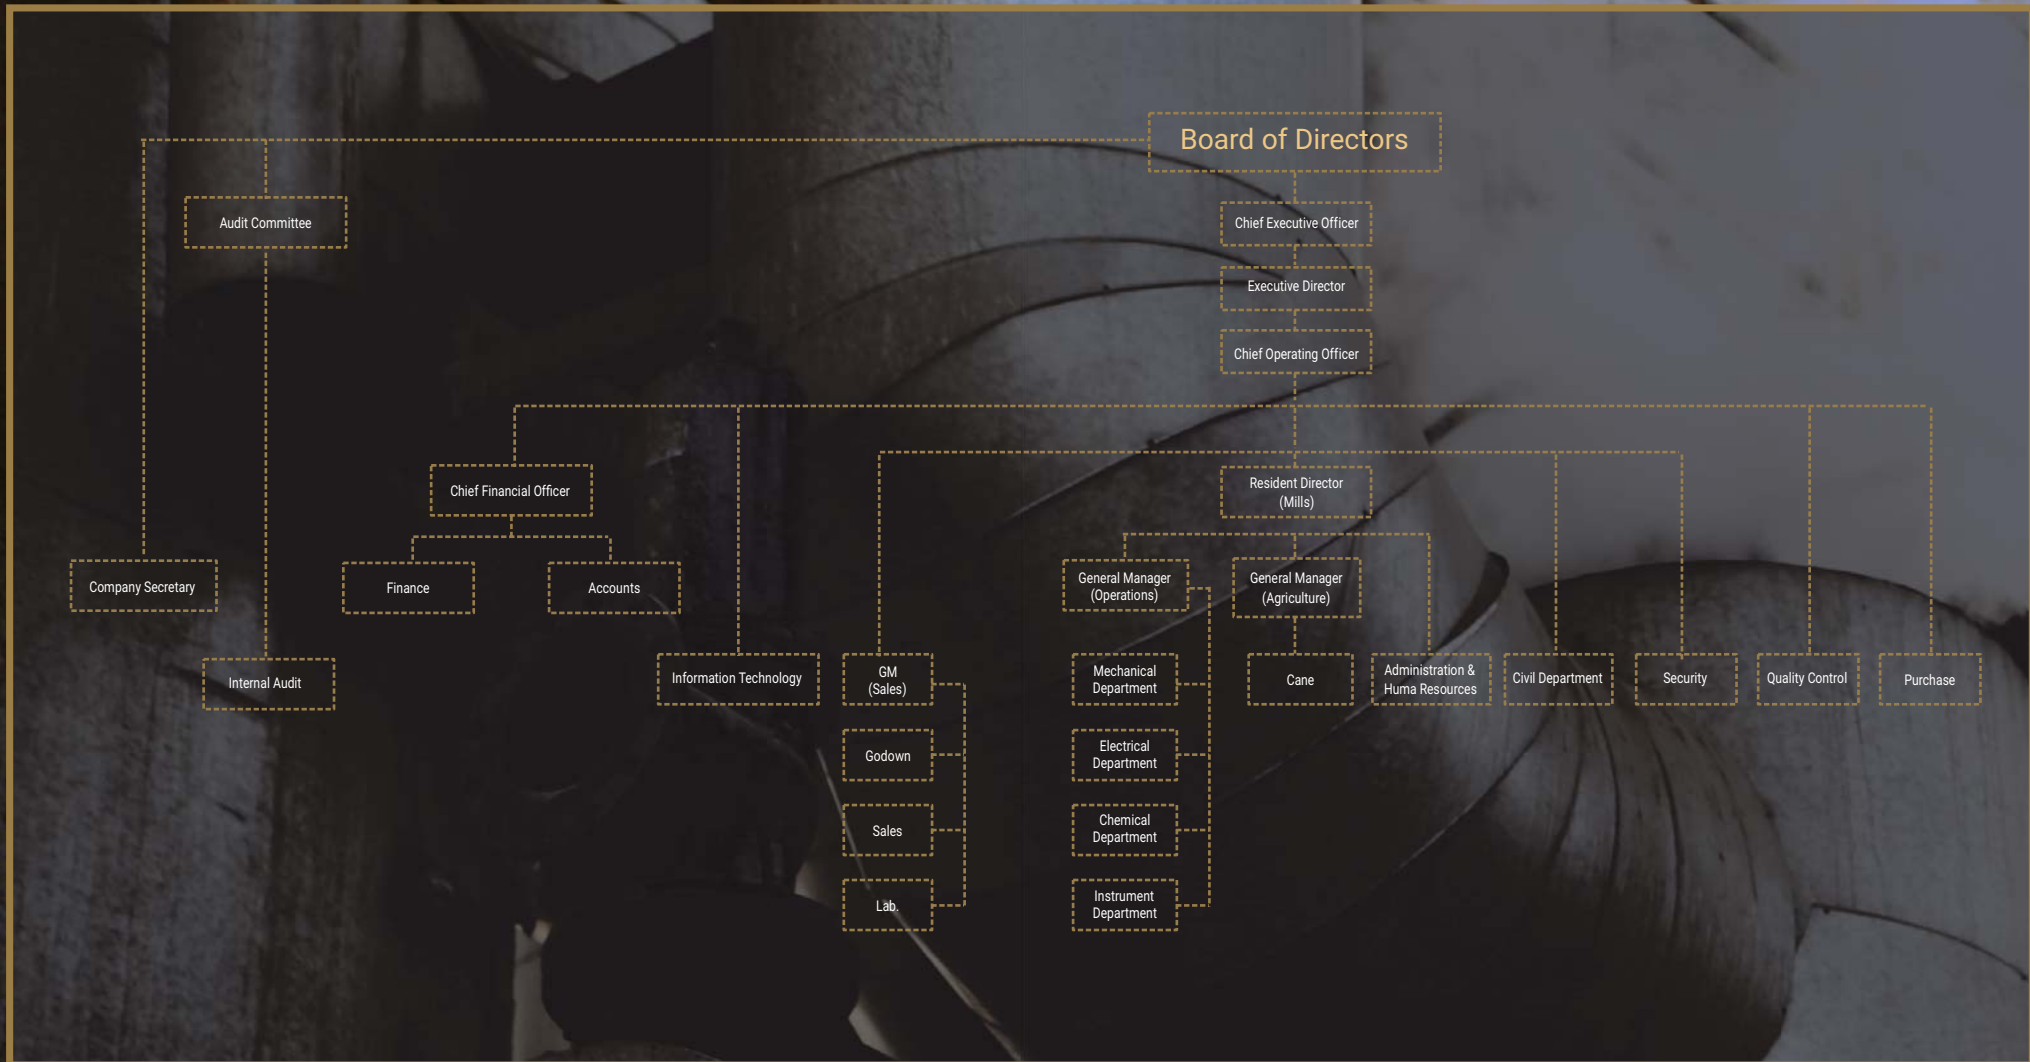 Board of Directors
Audit Committee
Chief Executive Officer
Executive Director
Chief Operating Officer
Chief Financial Officer
Resident Director
(Mills)
Company Secretary
Finance
Accounts
General Manager
(Operations)
General Manager
(Agriculture)
Internal Audit
Information Technology
GM
(Sales)
Mechanical
Department
Cane
Administration &
Huma Resources
Civil Department
Security
Quality Control
Purchase
Godown
Electrical
Department
Sales
Chemical
Department
Lab.
Instrument
Department